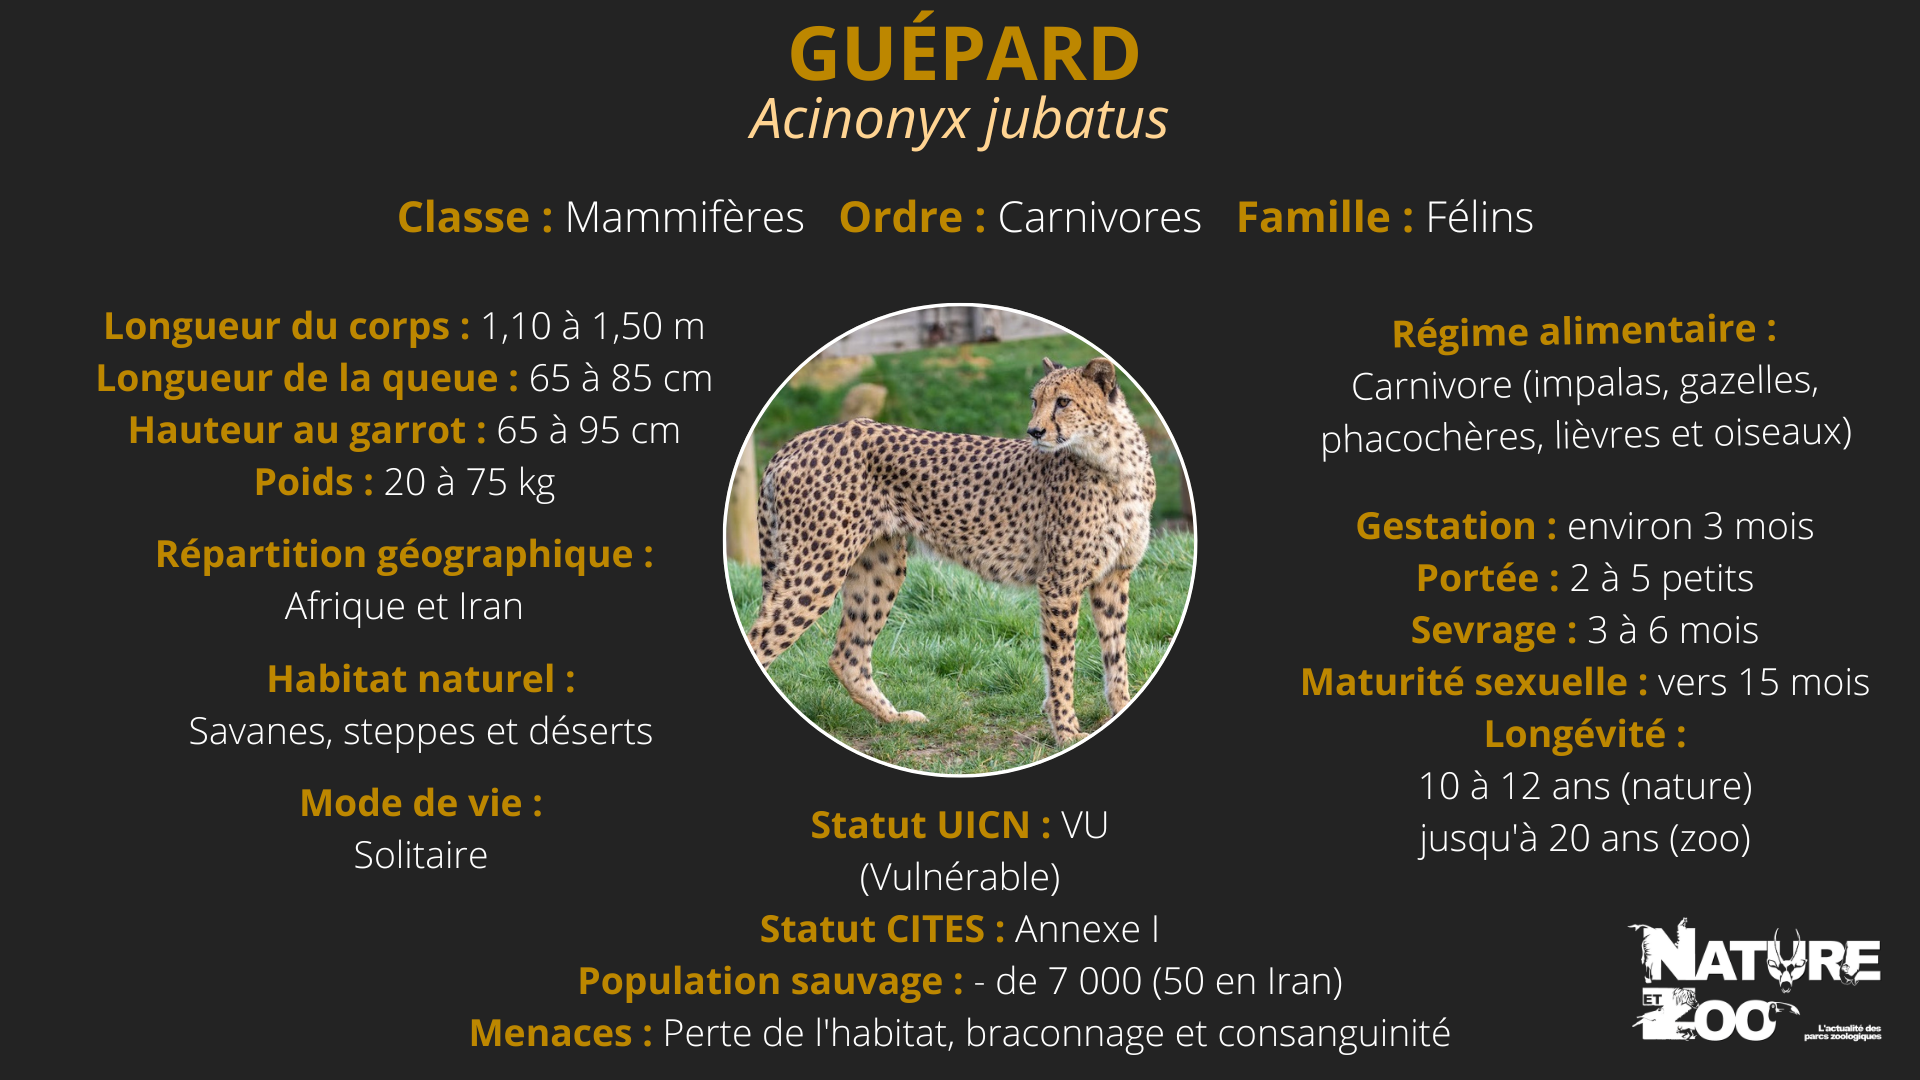 GUÉPARD
Acinonyx jubatus
Classe : Mammifères Ordre : Carnivores Famille : Félins
Longueur du corps : 1,10 à 1,50 m
Longueur de la queue : 65 à 85 cm
Hauteur au garrot : 65 à 95 cm
Poids : 20 à 75 kg
Répartition géographique :
Afrique et Iran
Habitat naturel :
Savanes, steppes et déserts
Mode de vie :
Solitaire
Statut UICN : VU
(Vulnérable)
Statut CITES : Annexe I
Population sauvage : - de 7 000 (50 en Iran)
Menaces : Perte de l'habitat, braconnage et consanguinité
Régime alimentaire :
Carnivore (impalas, gazelles,
phacochères, lièvres et oiseaux)
Gestation : environ 3 mois
Portée : 2 à 5 petits
Sevrage : 3 à 6 mois
Maturité sexuelle : vers 15 mois
Longévité :
10 à 12 ans (nature)
jusqu'à 20 ans (zoo)
NATURE
ET ZOO
L'actualité des
parcs zoologiques